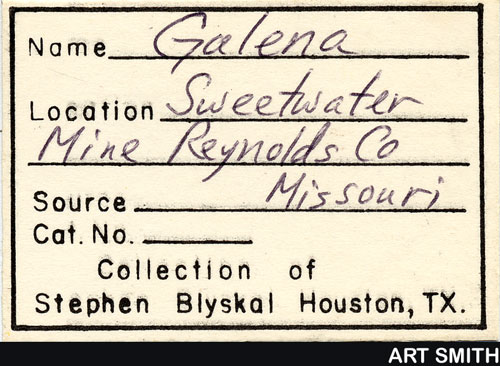 Name Galena
Location Sweetwater
Mine Reynolds Co
Missouri
Source
Cat. No.
Collection of
Stephen Blyskal Houston, TX.
ART SMITH